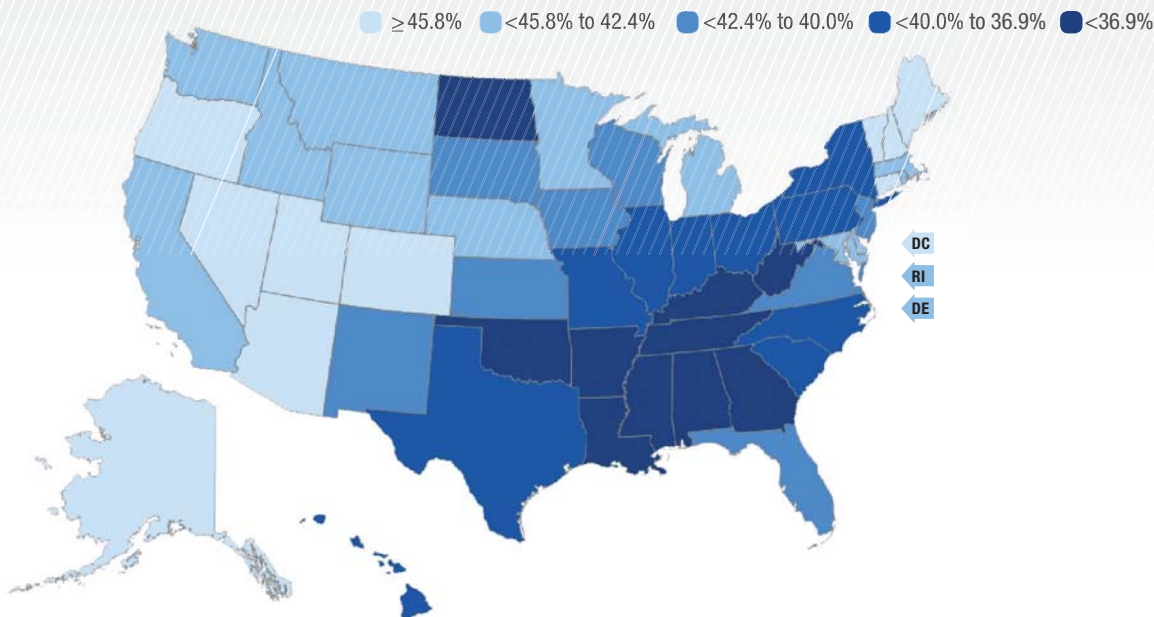 ≥45.8% <45.8% to 42.4% <42.4% to 40.0% <40.0% to 36.9% <36.9%
DC
RI
DE